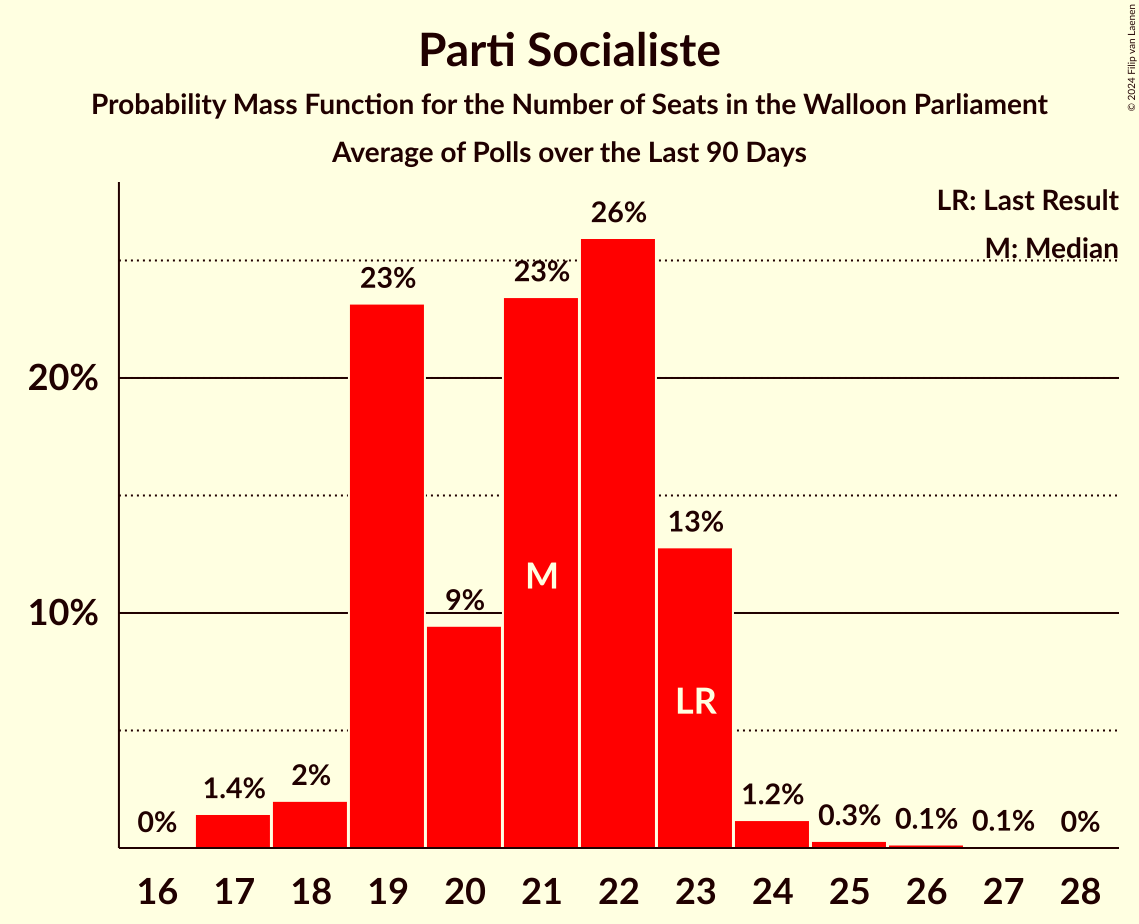 Parti Socialiste
Probability Mass Function for the Number of Seats in the Walloon Parliament
Average of Polls over the Last 90 Days
© 2024 Filip van Laenen
LR: Last Result
M: Median
20%
10%
0%
1.4%
2%
23%
9%
23%
26%
13%
1.2%
0.3%
0.1%
0.1%
0%
M
LR
16 17 18 19 20 21 22 23 24 25 26 27 28